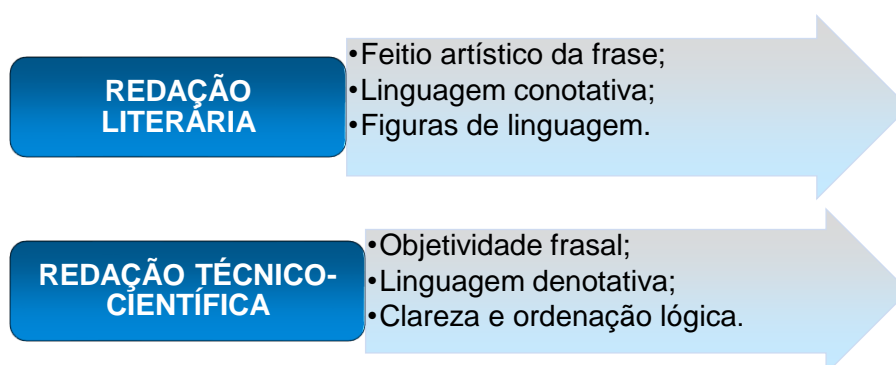 REDAÇÃO
LITERÁRIA
•Feitio artístico da frase;
•Linguagem conotativa;
•Figuras de linguagem.
REDAÇÃO TÉCNICO-
CIENTÍFICA
•Objetividade frasal;
•Linguagem denotativa;
•Clareza e ordenação lógica.